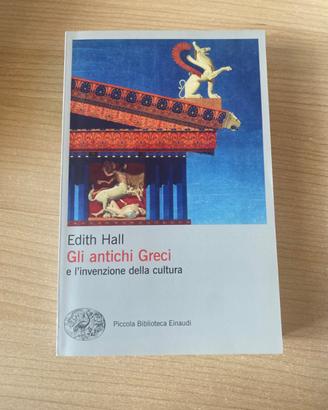 Edith Hall
Gli antichi Greci
e l'invenzione della cultura
Piccola Biblioteca Einaudi